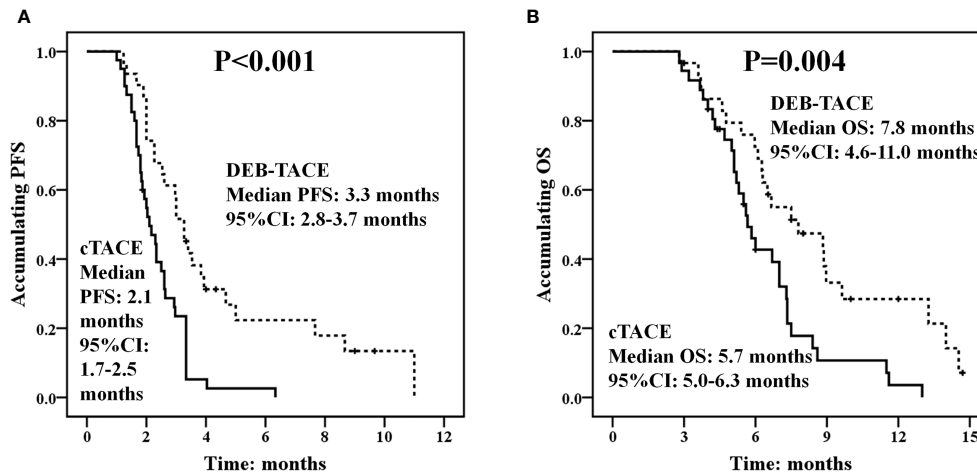 A
P<0.001
DEB-TACE
Median PFS: 3.3 months
95%CI: 2.8-3.7 months
cTACE
Median
PFS: 2.1
months
95%CI:
1.7-2.5
months
Accumulating PFS
1.0
0.8
0.6
0.4
0.2
0.0
0 2 4 6 8 10 12
Time: months
B
P=0.004
DEB-TACE
Median OS: 7.8 months
95%CI: 4.6-11.0 months
cTACE
Median OS: 5.7 months
95%CI: 5.0-6.3 months
Accumulating OS
1.0
0.8
0.6
0.4
0.2
0.0
0 3 6 9 12 15
Time: months